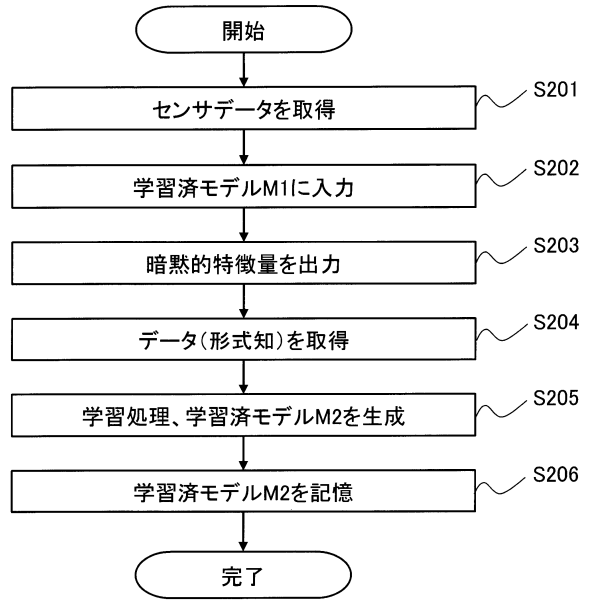 開始
センサデータを取得
S201
学習済モデルM1に入力
S202
暗黙的特徴量を出力
S203
データ（形式知）を取得
S204
学習処理、学習済モデルM2を生成
S205
学習済モデルM2を記憶
S206
完了